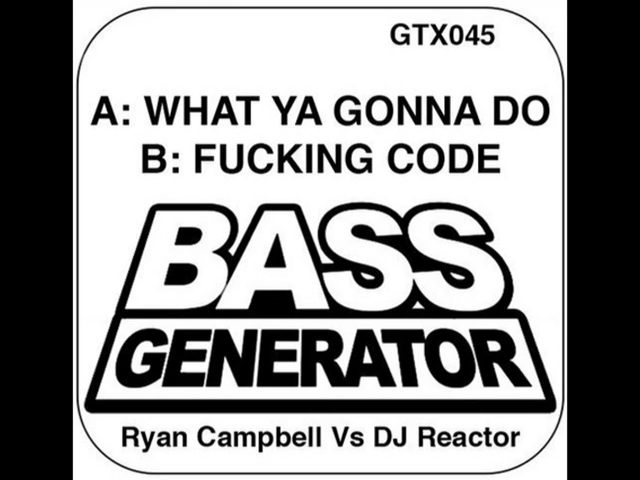 GTX045
A: WHAT YA GONNA DO
B: FUCKING CODE
BASS
GENERATOR
Ryan Campbell Vs DJ Reactor